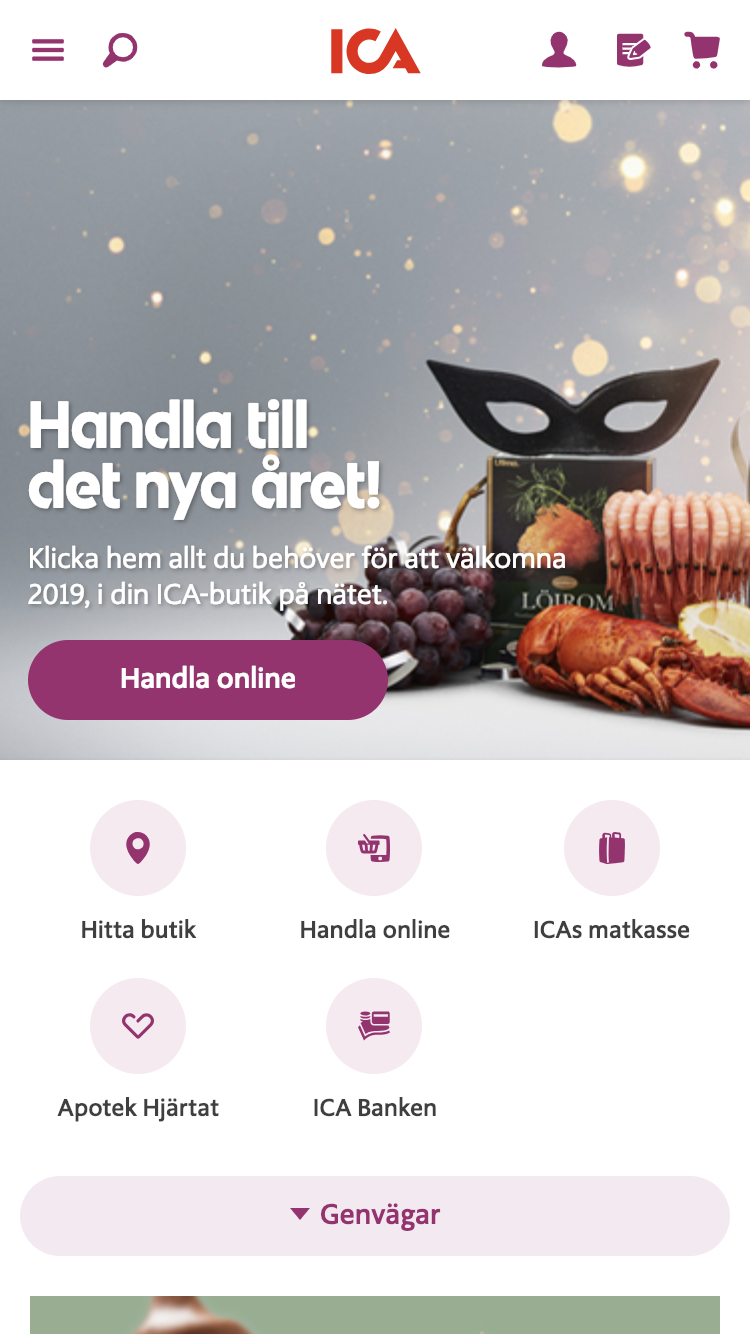 ICA
Handla till
det nya året!
Klicka hem allt du behöver för att välkomna
2019, i din ICA-butik på nätet.
LÖJROM
Handla online
Hitta butik
Handla online
ICAs matkasse
Apotek Hjärtat
ICA Banken
Genvägar